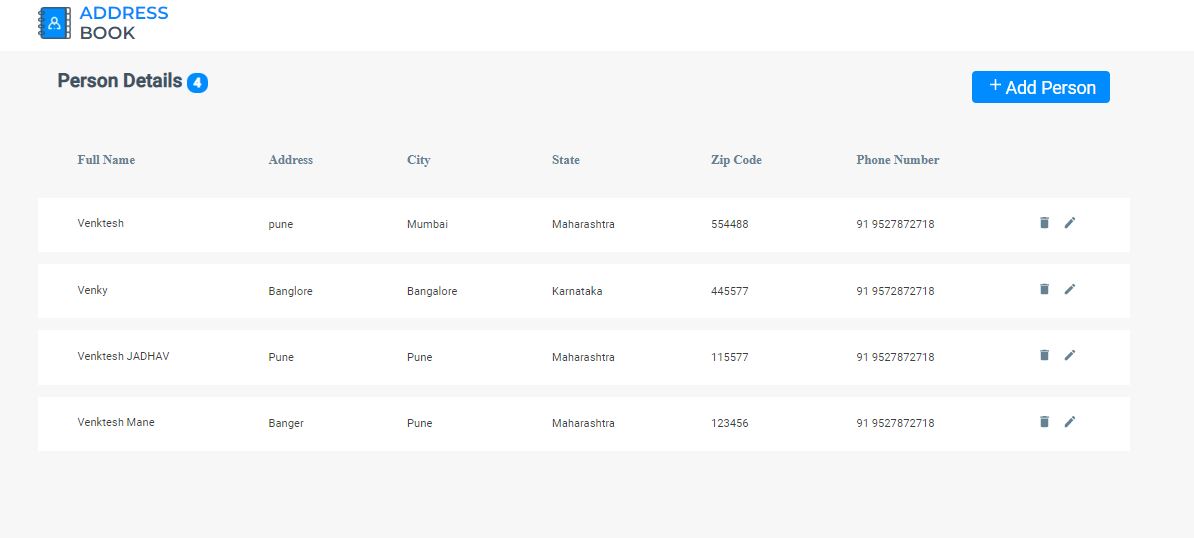 ADDRESS
BOOK
Person Details 4
+ Add Person
Full Name Address City State Zip Code Phone Number
Venktesh pune Mumbai Maharashtra 554488 91 9527872718
Venky Banglore Bangalore Karnataka 445577 91 9572872718
Venktesh JADHAV Pune Pune Maharashtra 115577 91 9527872718
Venktesh Mane Banger Pune Maharashtra 123456 91 9527872718